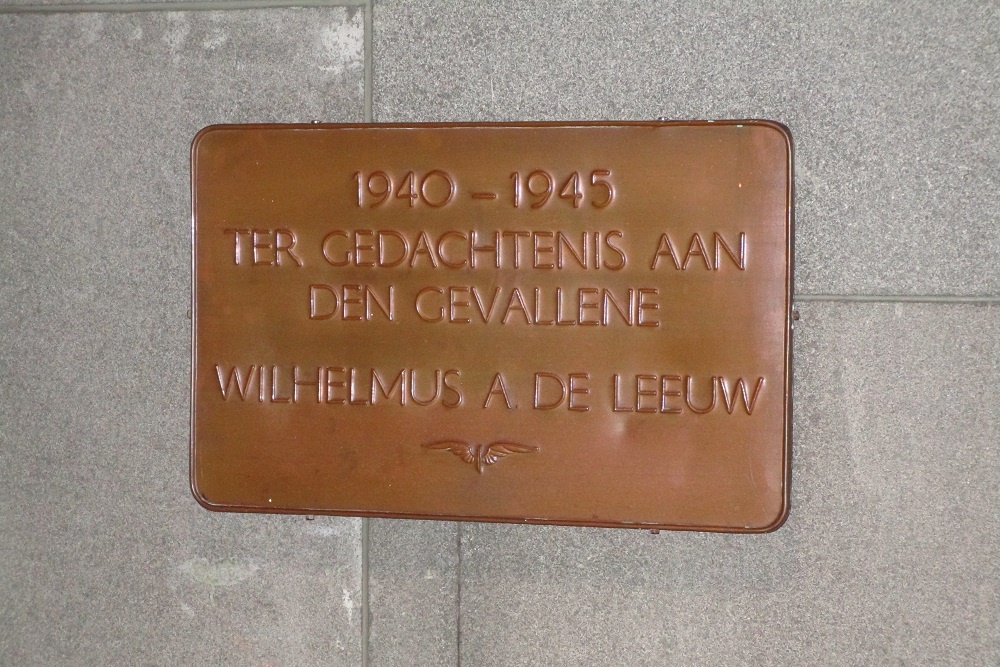 1940 - 1945
TER GEDACHTENIS AAN
DEN GEVALLENE
WILHELMUS A. DE LEEUW